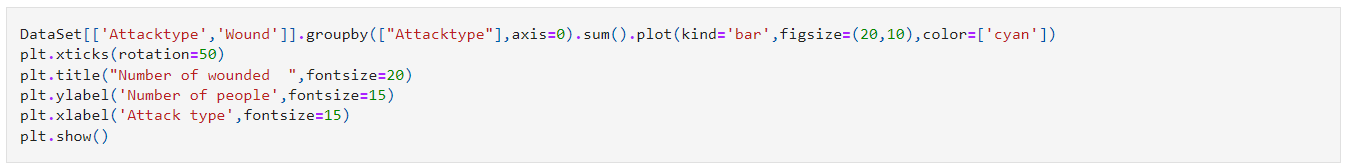 DataSet[['Attacktype','Wound']].groupby(["Attacktype"],axis=0).sum().plot(kind='bar',figsize=(20,10),color=['cyan'])
plt.xticks(rotation=50)
plt.title("Number of wounded  ",fontsize=20)
plt.ylabel('Number of people',fontsize=15)
plt.xlabel('Attack type',fontsize=15)
plt.show()